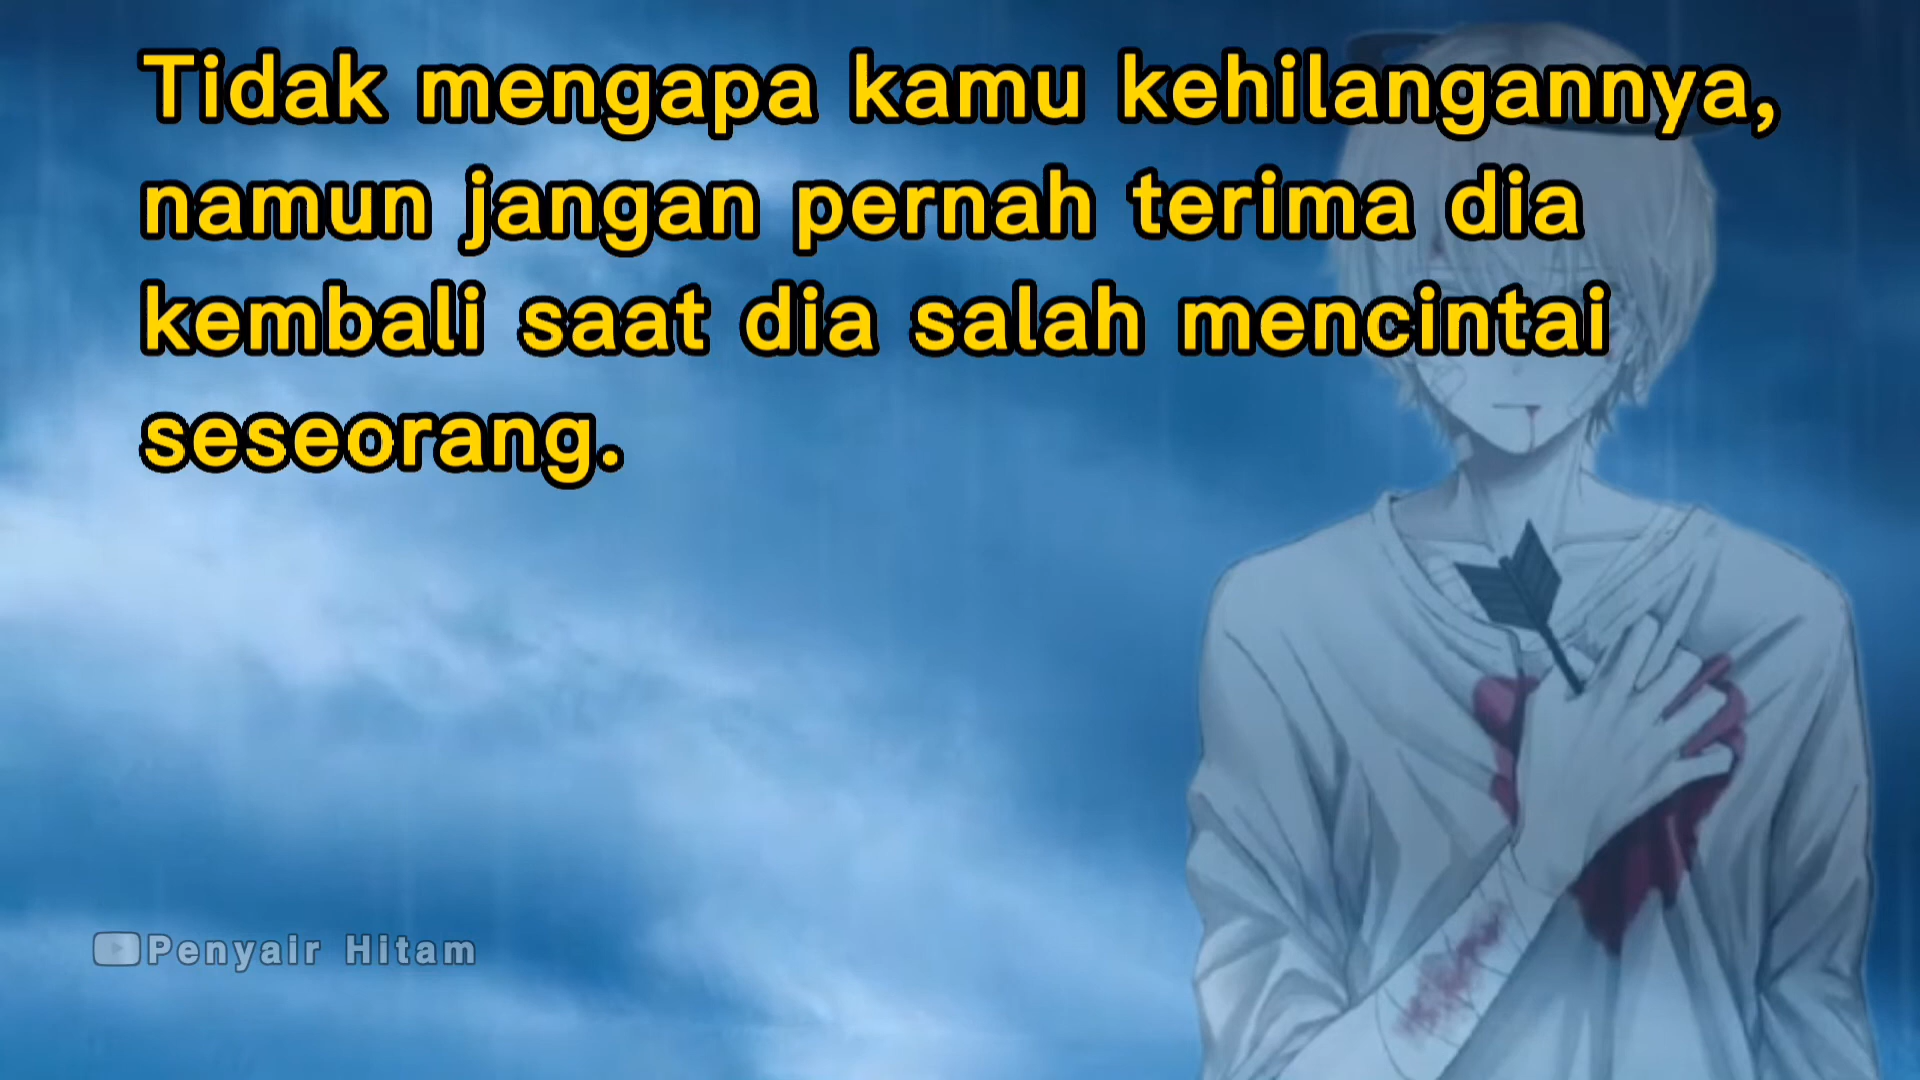 Tidak mengapa kamu kehilangannya,
namun jangan pernah terima dia
kembali saat dia salah mencintai
seseorang.
Penyair Hitam